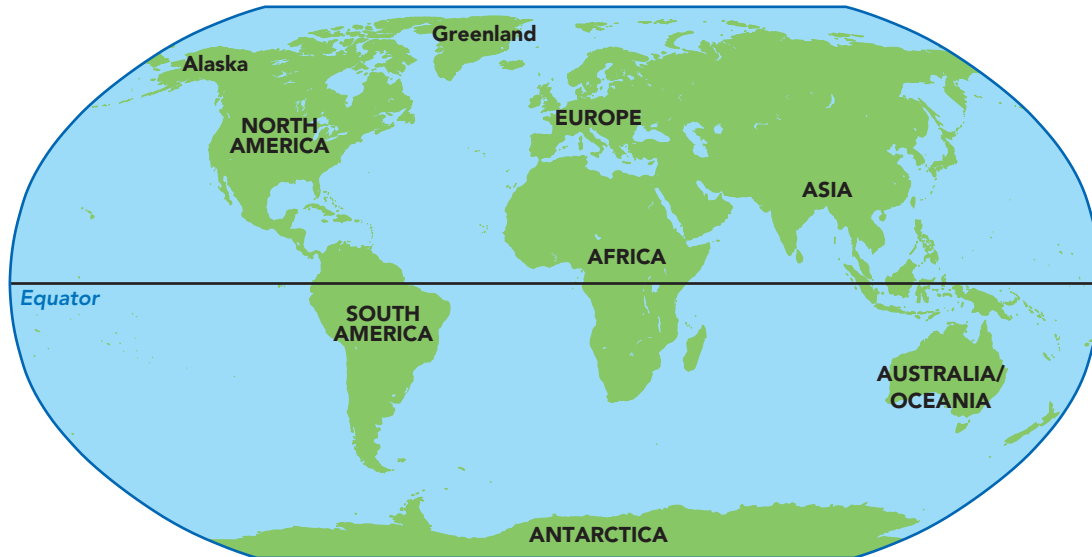 Greenland
Alaska
NORTH
AMERICA
EUROPE
ASIA
AFRICA
Equator
SOUTH
AMERICA
AUSTRALIA/
OCEANIA
ANTARCTICA